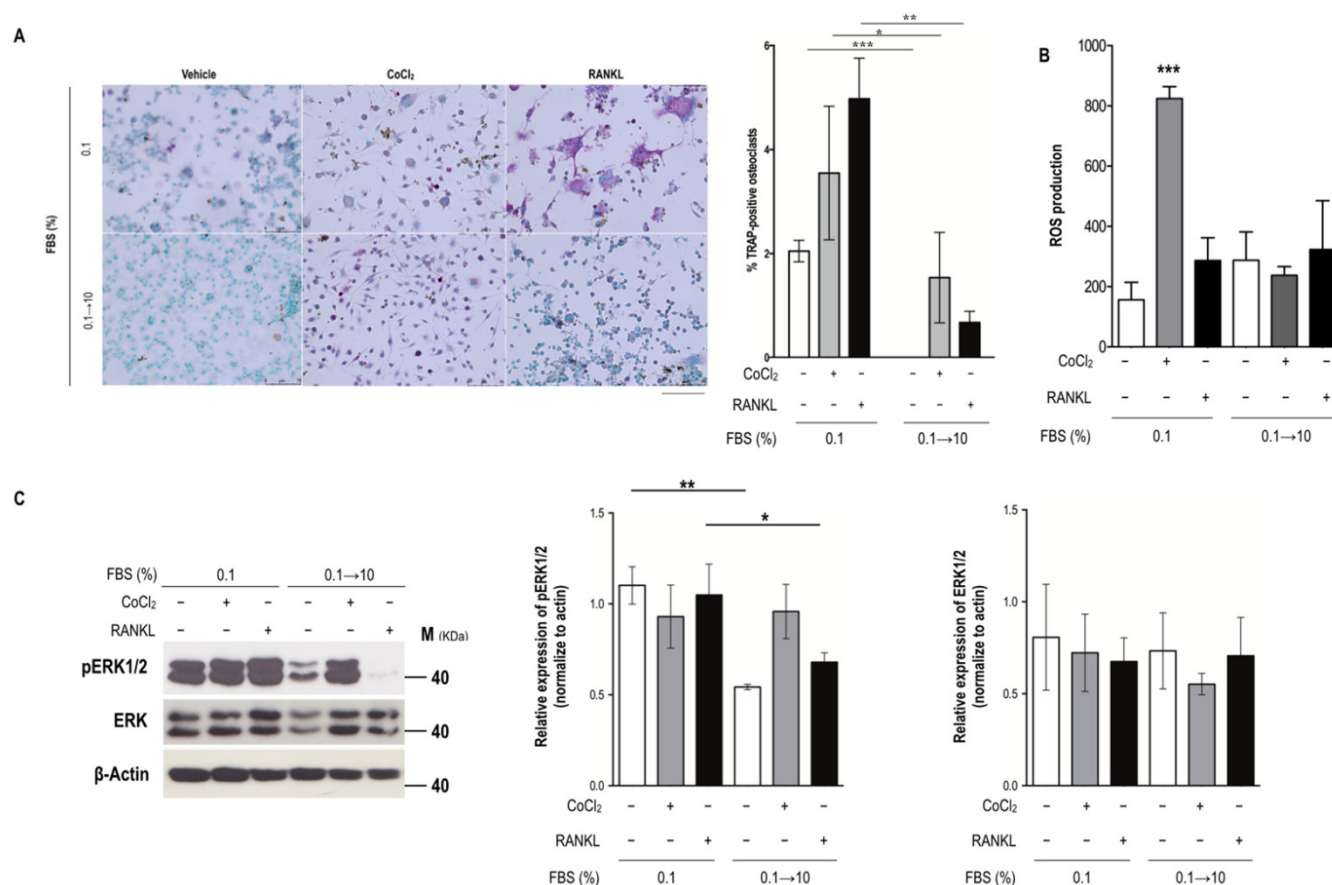 A
Vehicle CoCl₂ RANKL
FBS (%)
0.1
0.1→10
** 
* 
***
% TRAP-positive osteoclasts
6
4
2
0
CoCl₂ – + – – + –
RANKL – – + – – +
FBS (%) 0.1 0.1→10
B
ROS production
1000
800
600
400
200
0
***
CoCl₂ – + – – + –
RANKL – – + – – +
FBS (%) 0.1 0.1→10
C
FBS (%) 0.1 0.1→10
CoCl₂ – + – – + –
RANKL – – + – – + M (KDa)
pERK1/2 40
ERK 40
β-Actin 40
**
*
Relative expression of pERK1/2
(normalize to actin)
1.5
1.0
0.5
0.0
CoCl₂ – + – – + –
RANKL – – + – – +
FBS (%) 0.1 0.1→10
Relative expression of ERK1/2
(normalize to actin)
1.5
1.0
0.5
0.0
CoCl₂ – + – – + –
RANKL – – + – – +
FBS (%) 0.1 0.1→10